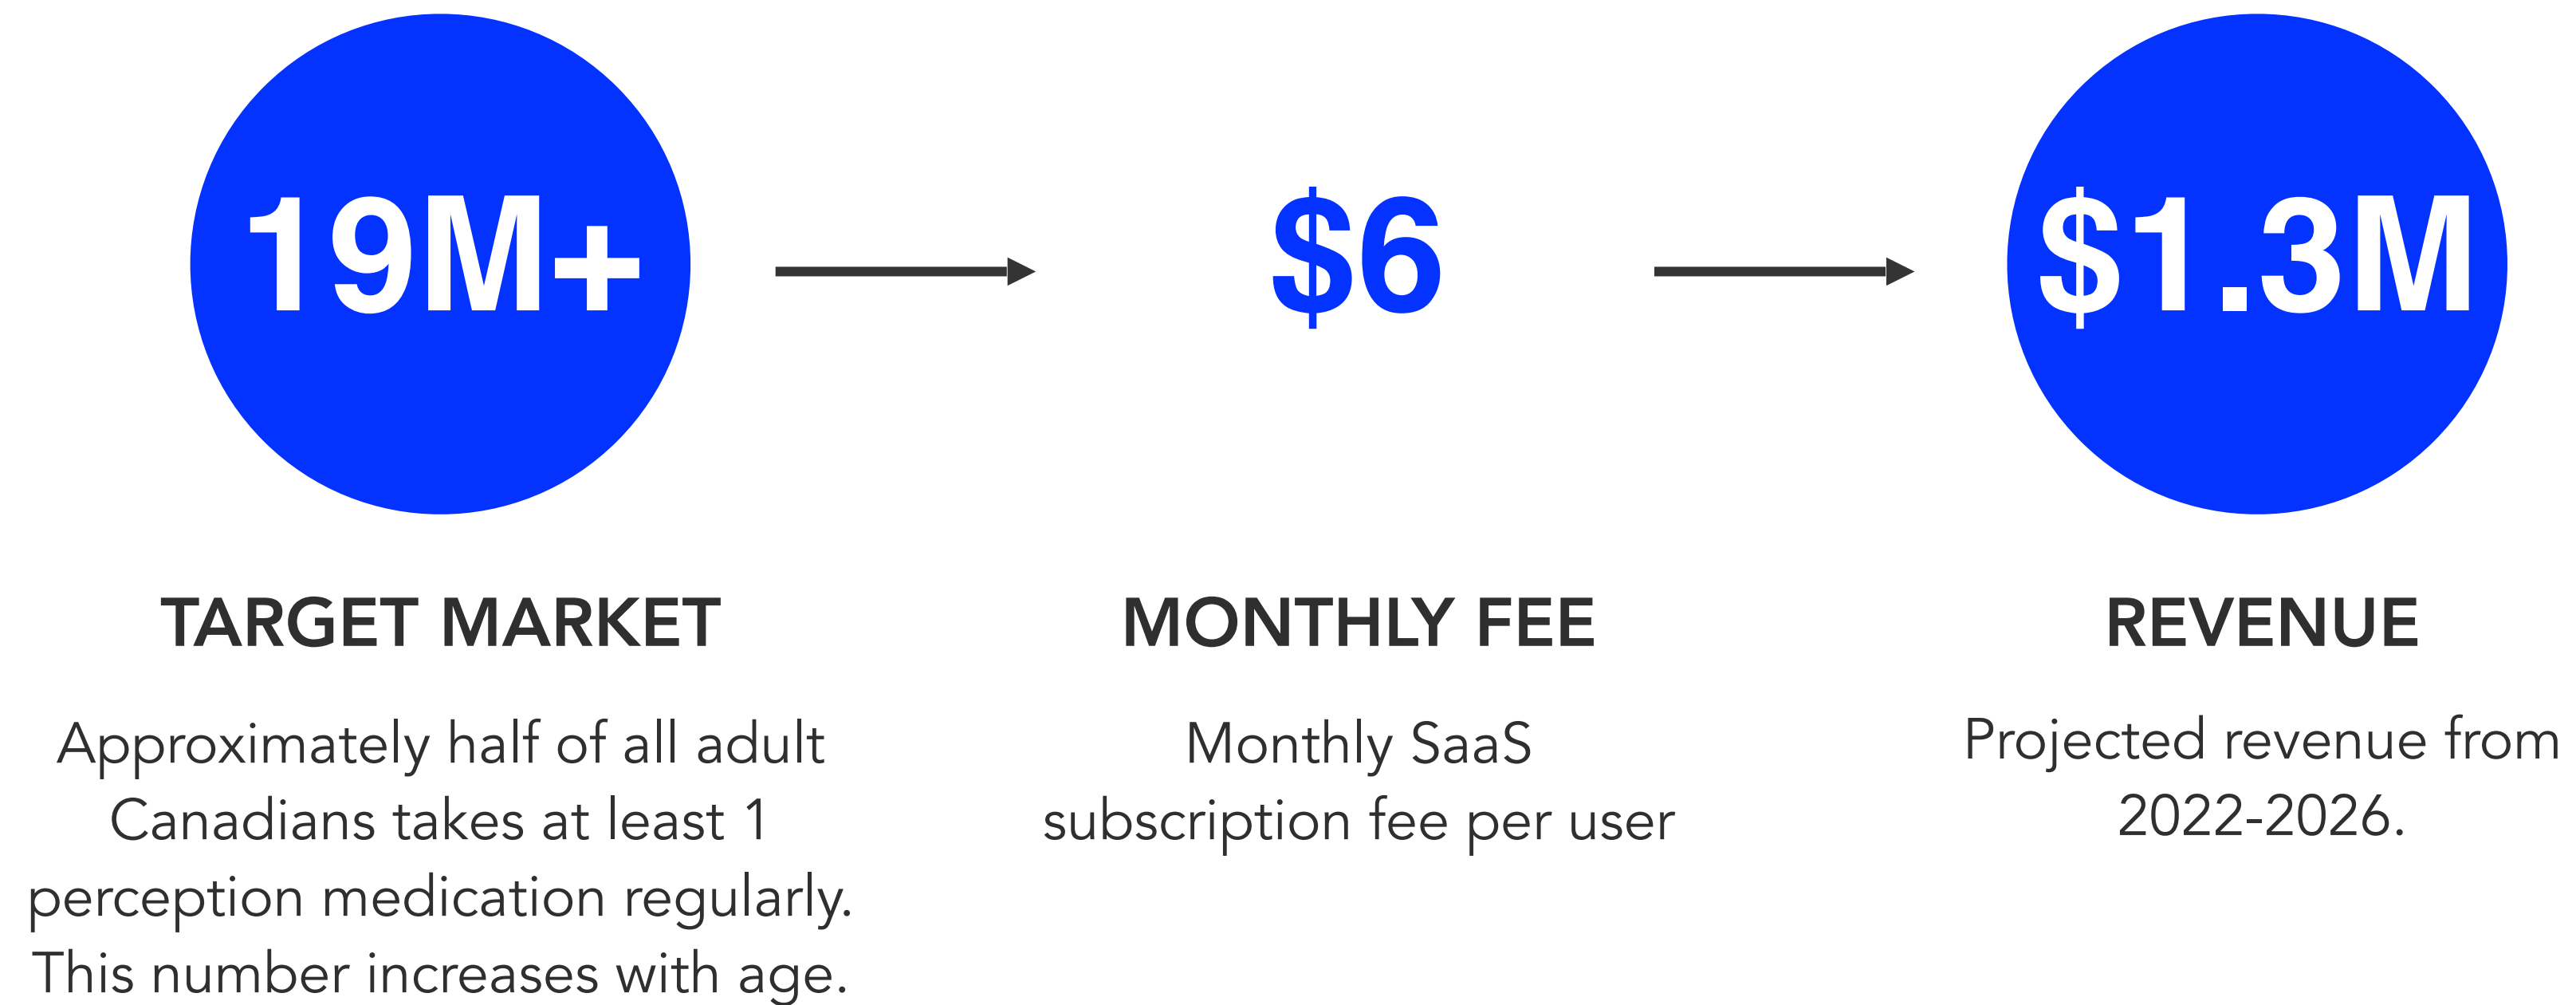 19M+
$6
$1.3M
TARGET MARKET
Approximately half of all adult
Canadians takes at least 1
perception medication regularly.
This number increases with age.
MONTHLY FEE
Monthly SaaS
subscription fee per user
REVENUE
Projected revenue from
2022-2026.